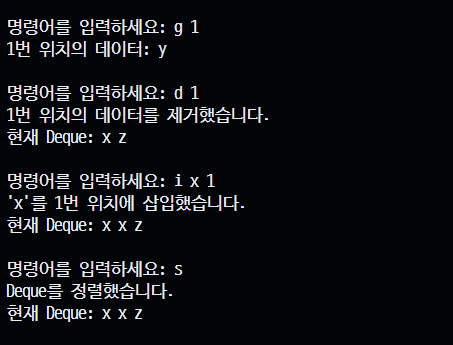 명령어를 입력하세요: g 1
1번 위치의 데이터: y
명령어를 입력하세요: d 1
1번 위치의 데이터를 제거했습니다.
현재 Deque: x z
명령어를 입력하세요: i x 1
'x'를 1번 위치에 삽입했습니다.
현재 Deque: x x z
명령어를 입력하세요: s
Deque를 정렬했습니다.
현재 Deque: x x z